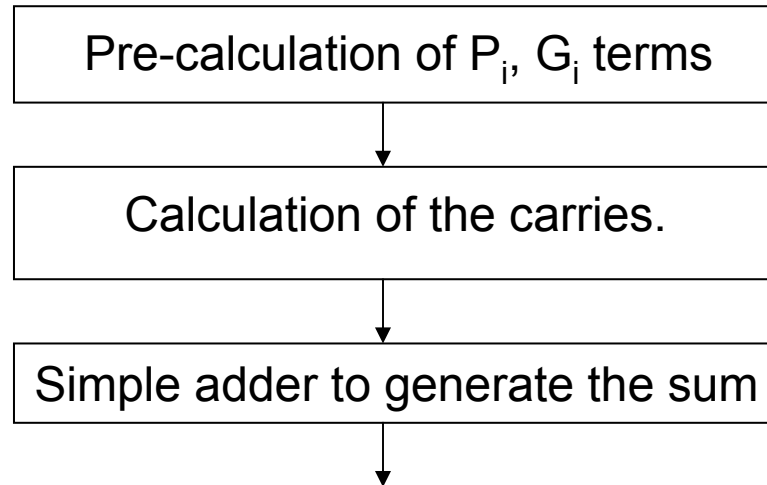 Pre-calculation of Pi, Gi terms
Calculation of the carries.
Simple adder to generate the sum